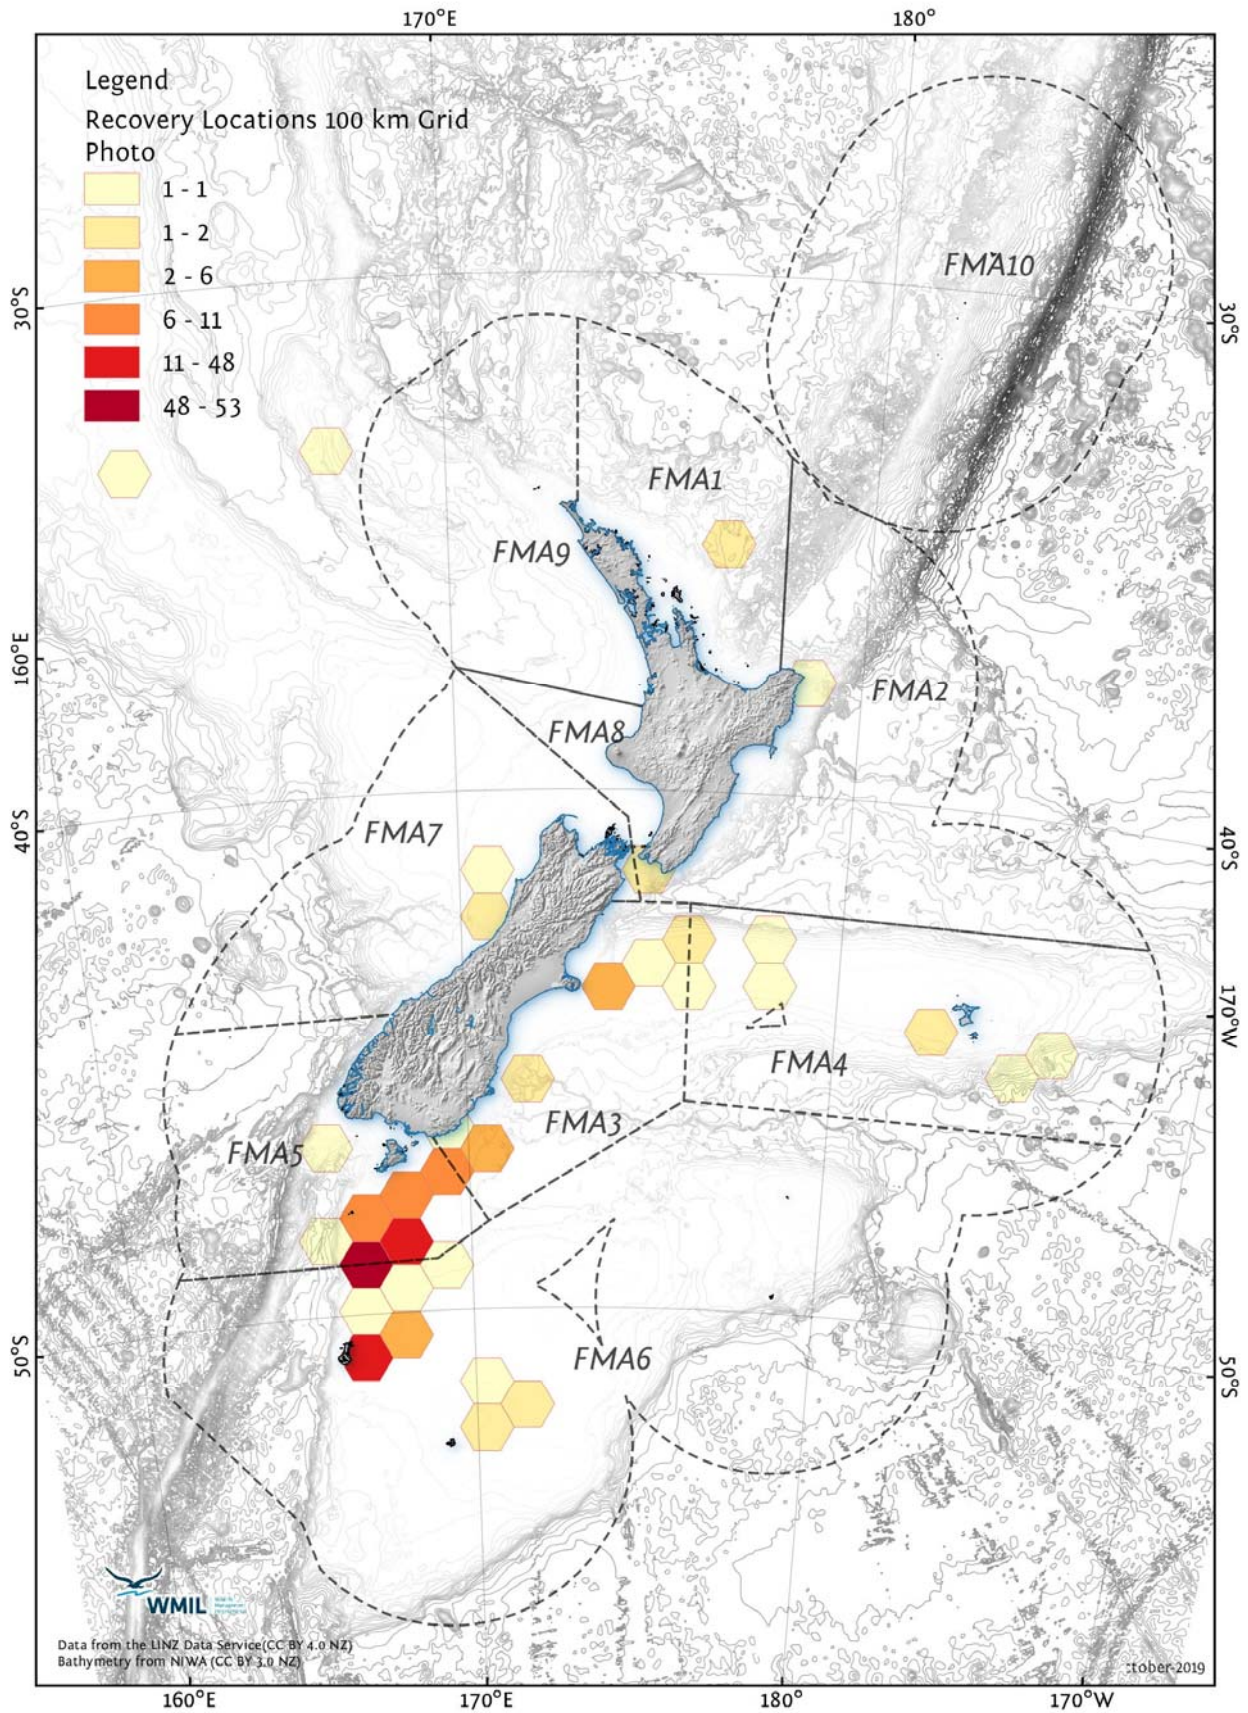 170°E
180°
Legend
Recovery Locations 100 km Grid
Photo
1 - 1
1 - 2
2 - 6
6 - 11
11 - 48
48 - 53
FMA10
30°S
30°S
FMA1
FMA9
160°E
FMA2
FMA8
FMA7
40°S
40°S
170°W
FMA4
FMA3
FMA5
50°S
FMA6
50°S
WMIL
Data from the LINZ Data Service(CC BY 4.0 NZ)
Bathymetry from NIWA (CC BY 3.0 NZ)
tober-2019
160°E
170°E
180°
170°W